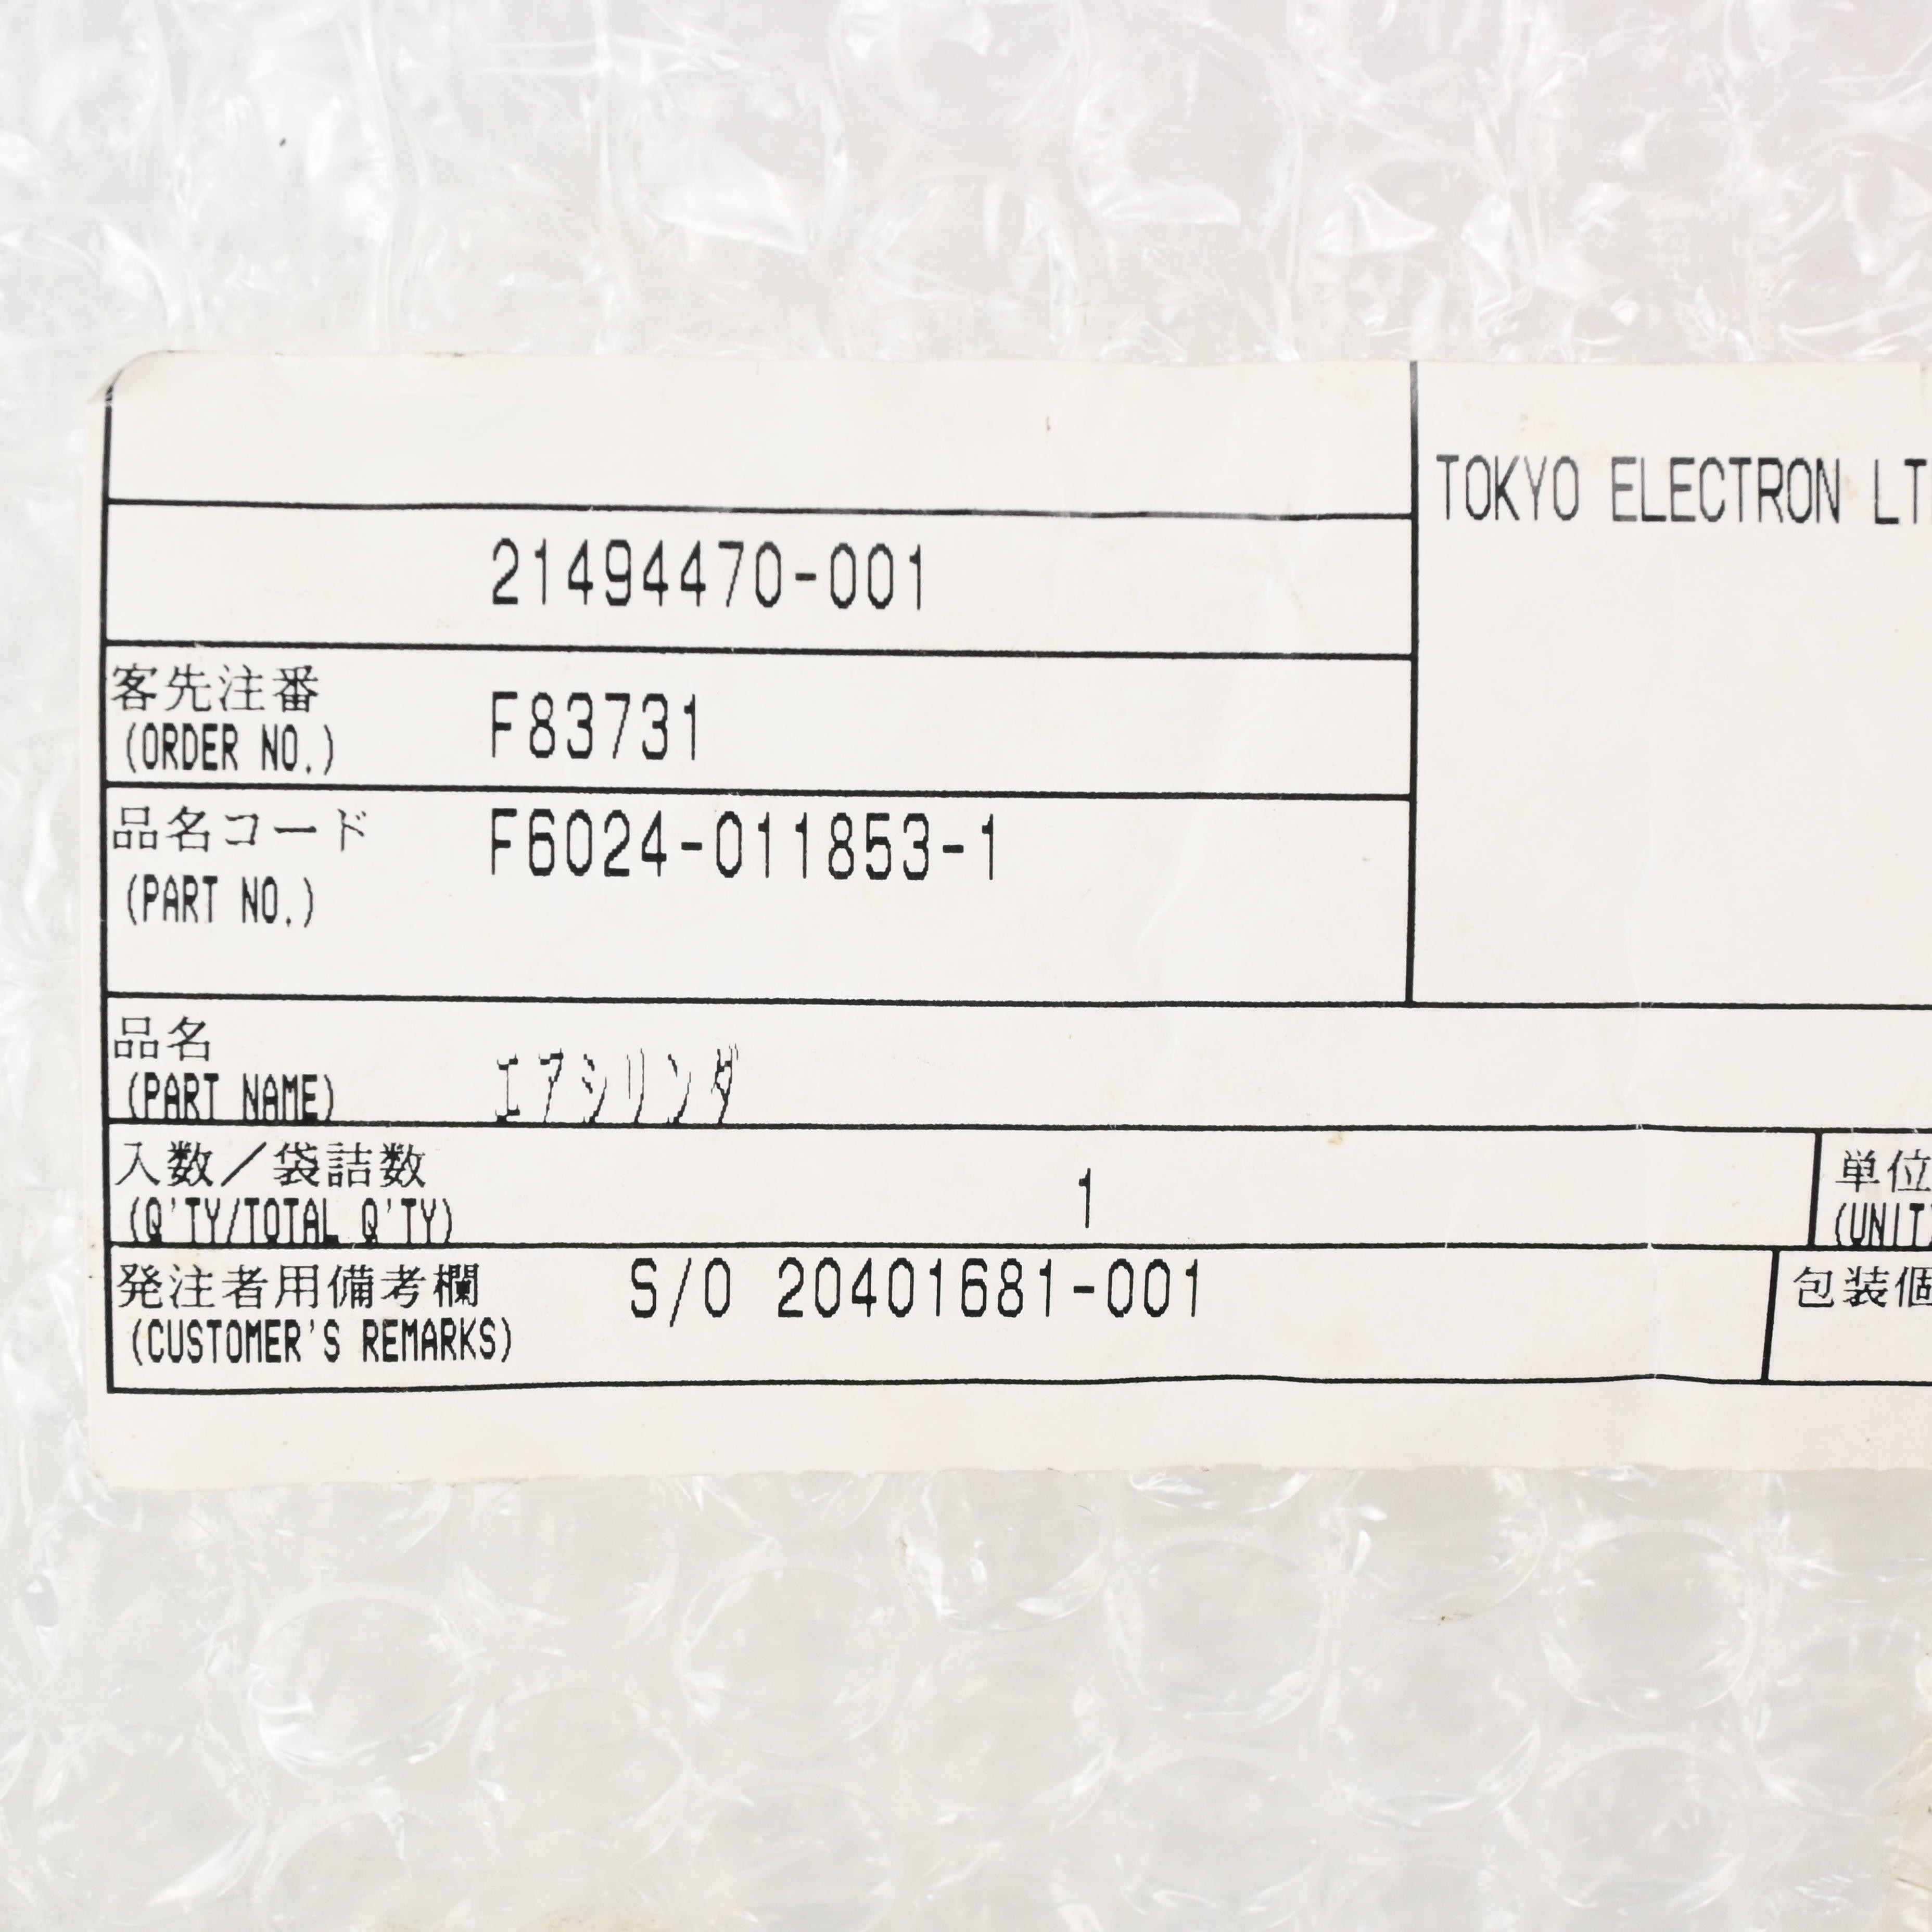 TOKYO ELECTRON LT
21494470-001
客先注番
(ORDER NO.)
F83731
品名コード
(PART NO.)
F6024-011853-1
品名
(PART NAME)
エアシリンダ
入数／袋詰数
(Q'TY/TOTAL Q'TY)
1
単位
(UNIT)
発注者用備考欄
(CUSTOMER'S REMARKS)
S/O 20401681-001
包装個